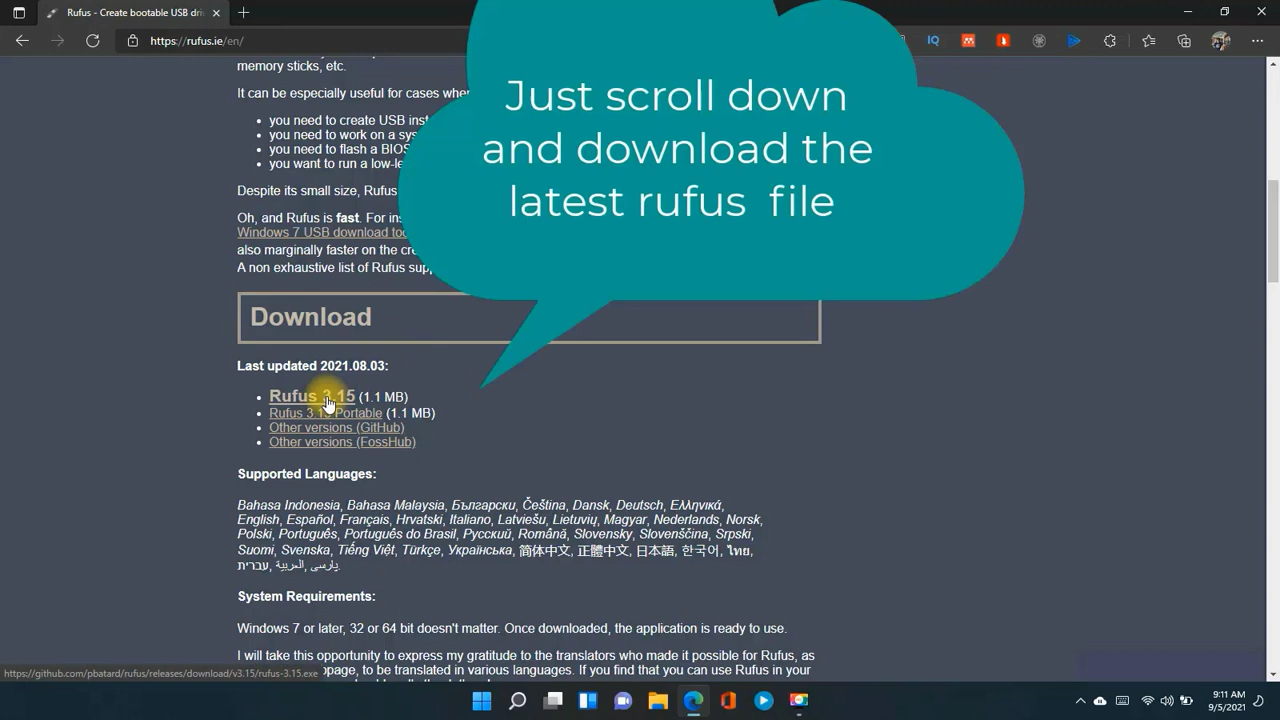 Rufus - Create bootable USB driv
https://rufus.ie/en/
memory sticks, etc.
It can be especially useful for cases wher
you need to create USB inst
you need to work on a sys
you need to flash a BIOS
you want to run a low-le
Despite its small size, Rufus
Oh, and Rufus is fast. For ins
Windows 7 USB download too
also marginally faster on the cre
A non exhaustive list of Rufus supp
Just scroll down
and download the
latest rufus file
Download
Last updated 2021.08.03:
Rufus 3.15 (1.1 MB)
Rufus 3.15 Portable (1.1 MB)
Other versions (GitHub)
Other versions (FossHub)
Supported Languages:
Bahasa Indonesia, Bahasa Malaysia, Български, Čeština, Dansk, Deutsch, Ελληνικά,
English, Español, Français, Hrvatski, Italiano, Latviešu, Lietuvių, Magyar, Nederlands, Norsk,
Polski, Português, Português do Brasil, Русский, Română, Slovensky, Slovenščina, Srpski,
Suomi, Svenska, Tiếng Việt, Türkçe, Українська, 简体中文, 正體中文, 日本語, 한국어, ไทย,
עברית, العربية, پارسی.
System Requirements:
Windows 7 or later, 32 or 64 bit doesn't matter. Once downloaded, the application is ready to use.
I will take this opportunity to express my gratitude to the translators who made it possible for Rufus, as
page, to be translated in various languages. If you find that you can use Rufus in your
https://github.com/pbatard/rufus/releases/download/v3.15/rufus-3.15.exe
IQ
9:11 AM
9/5/2021